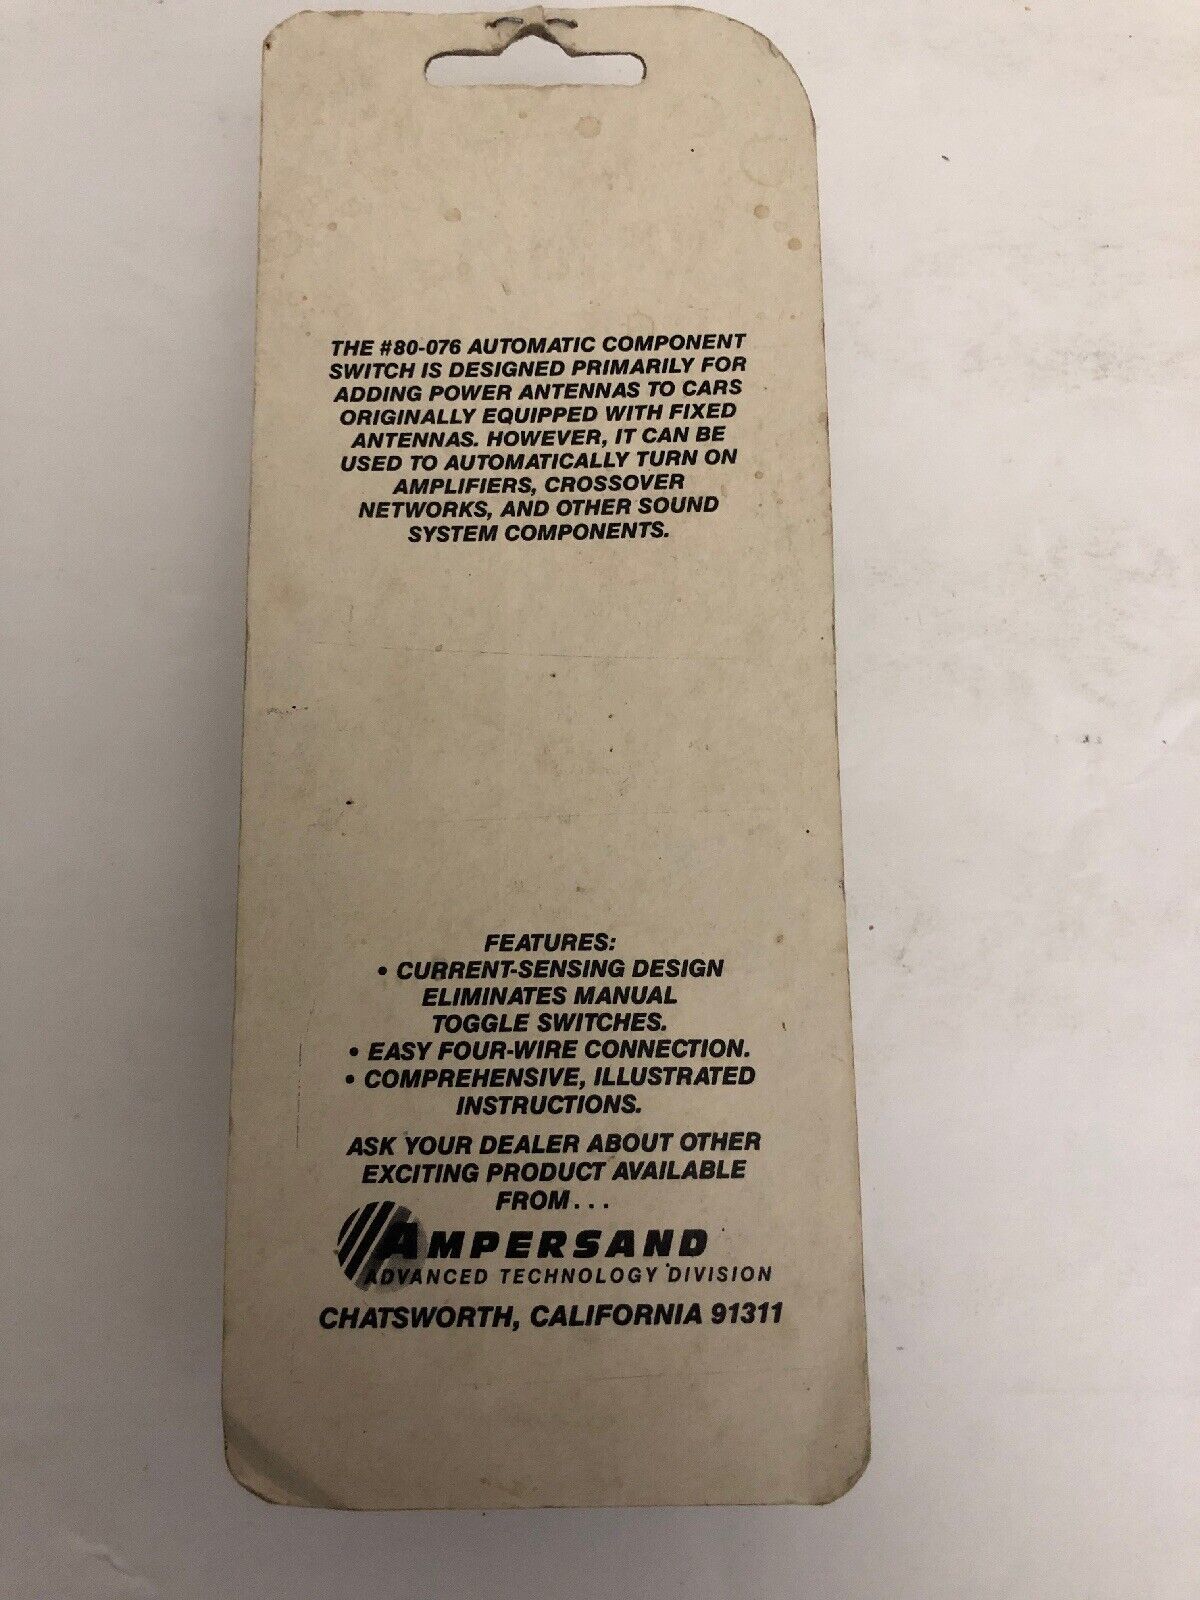 THE #80-076 AUTOMATIC COMPONENT
SWITCH IS DESIGNED PRIMARILY FOR
ADDING POWER ANTENNAS TO CARS
ORIGINALLY EQUIPPED WITH FIXED
ANTENNAS. HOWEVER, IT CAN BE
USED TO AUTOMATICALLY TURN ON
AMPLIFIERS, CROSSOVER
NETWORKS, AND OTHER SOUND
SYSTEM COMPONENTS.
FEATURES:
• CURRENT-SENSING DESIGN
ELIMINATES MANUAL
TOGGLE SWITCHES.
• EASY FOUR-WIRE CONNECTION.
• COMPREHENSIVE, ILLUSTRATED
INSTRUCTIONS.
ASK YOUR DEALER ABOUT OTHER
EXCITING PRODUCT AVAILABLE
FROM...
AMPERSAND
ADVANCED TECHNOLOGY DIVISION
CHATSWORTH, CALIFORNIA 91311